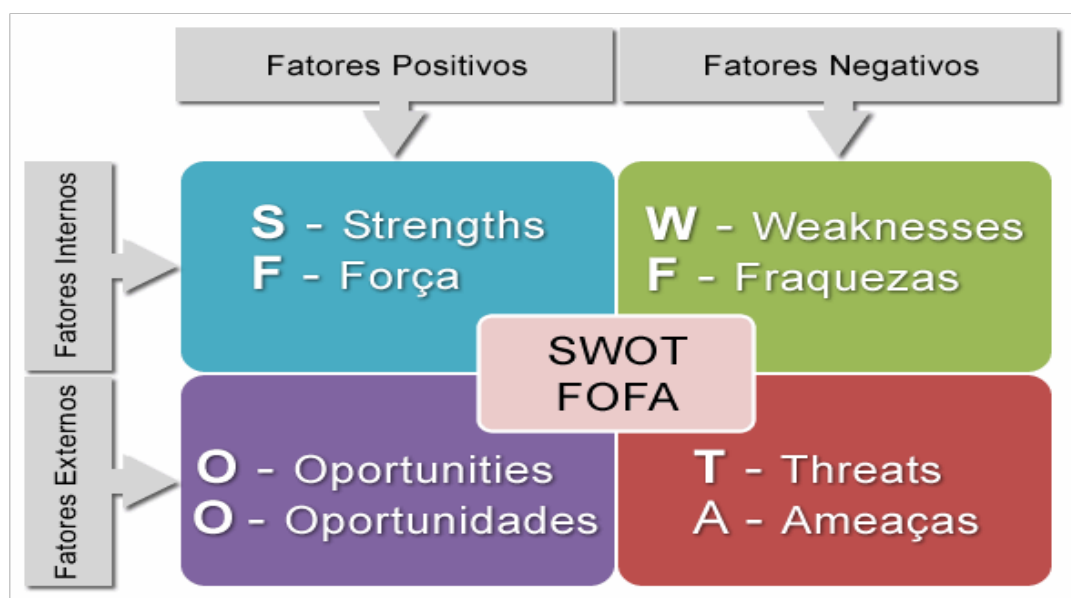 Fatores Positivos
Fatores Negativos
Fatores Internos
S - Strengths
F - Força
W - Weaknesses
F - Fraquezas
SWOT
FOFA
Fatores Externos
O - Oportunities
O - Oportunidades
T - Threats
A - Ameaças